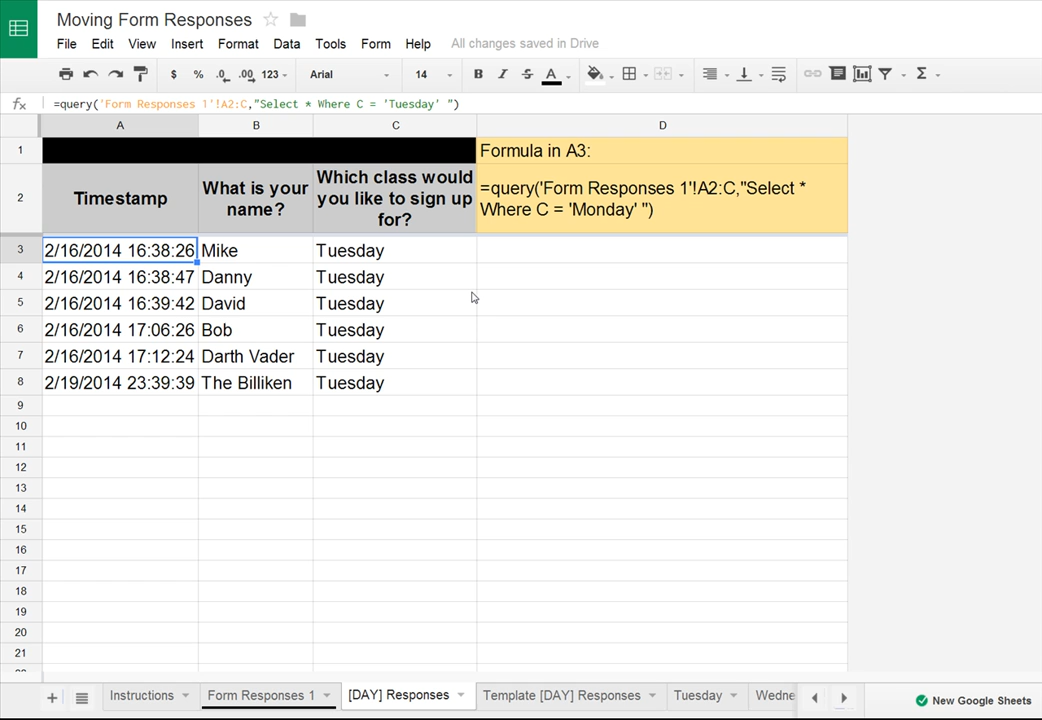 Moving Form Responses
File Edit View Insert Format Data Tools Form Help All changes saved in Drive
$ % .0 .00 123 Arial 14 B I S A Σ
fx =query('Form Responses 1'!A2:C,"Select * Where C = 'Tuesday' ")
A B C D
1 Formula in A3:
2 Timestamp What is your name? Which class would you like to sign up for? =query('Form Responses 1'!A2:C,"Select * Where C = 'Monday' ")
3 2/16/2014 16:38:26 Mike Tuesday
4 2/16/2014 16:38:47 Danny Tuesday
5 2/16/2014 16:39:42 David Tuesday
6 2/16/2014 17:06:26 Bob Tuesday
7 2/16/2014 17:12:24 Darth Vader Tuesday
8 2/19/2014 23:39:39 The Billiken Tuesday
9
10
11
12
13
14
15
16
17
18
19
20
21
+ Instructions Form Responses 1 [DAY] Responses Template [DAY] Responses Tuesday Wedne New Google Sheets